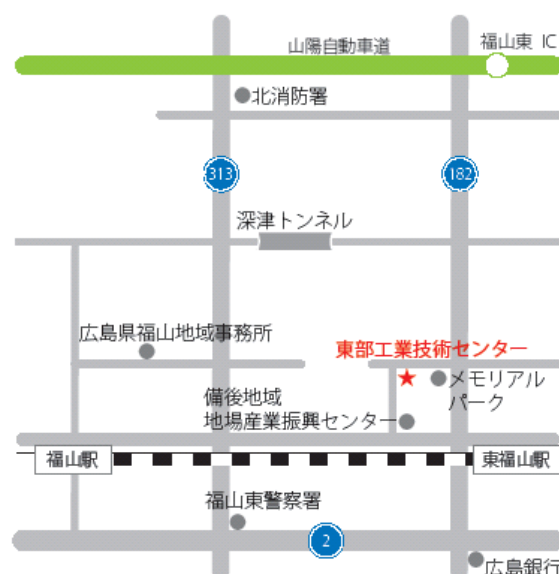 山陽自動車道
福山東 IC
北消防署
313
182
深津トンネル
広島県福山地域事務所
東部工業技術センター
メモリアル
パーク
備後地域
地場産業振興センター
福山駅
東福山駅
福山東警察署
2
広島銀行